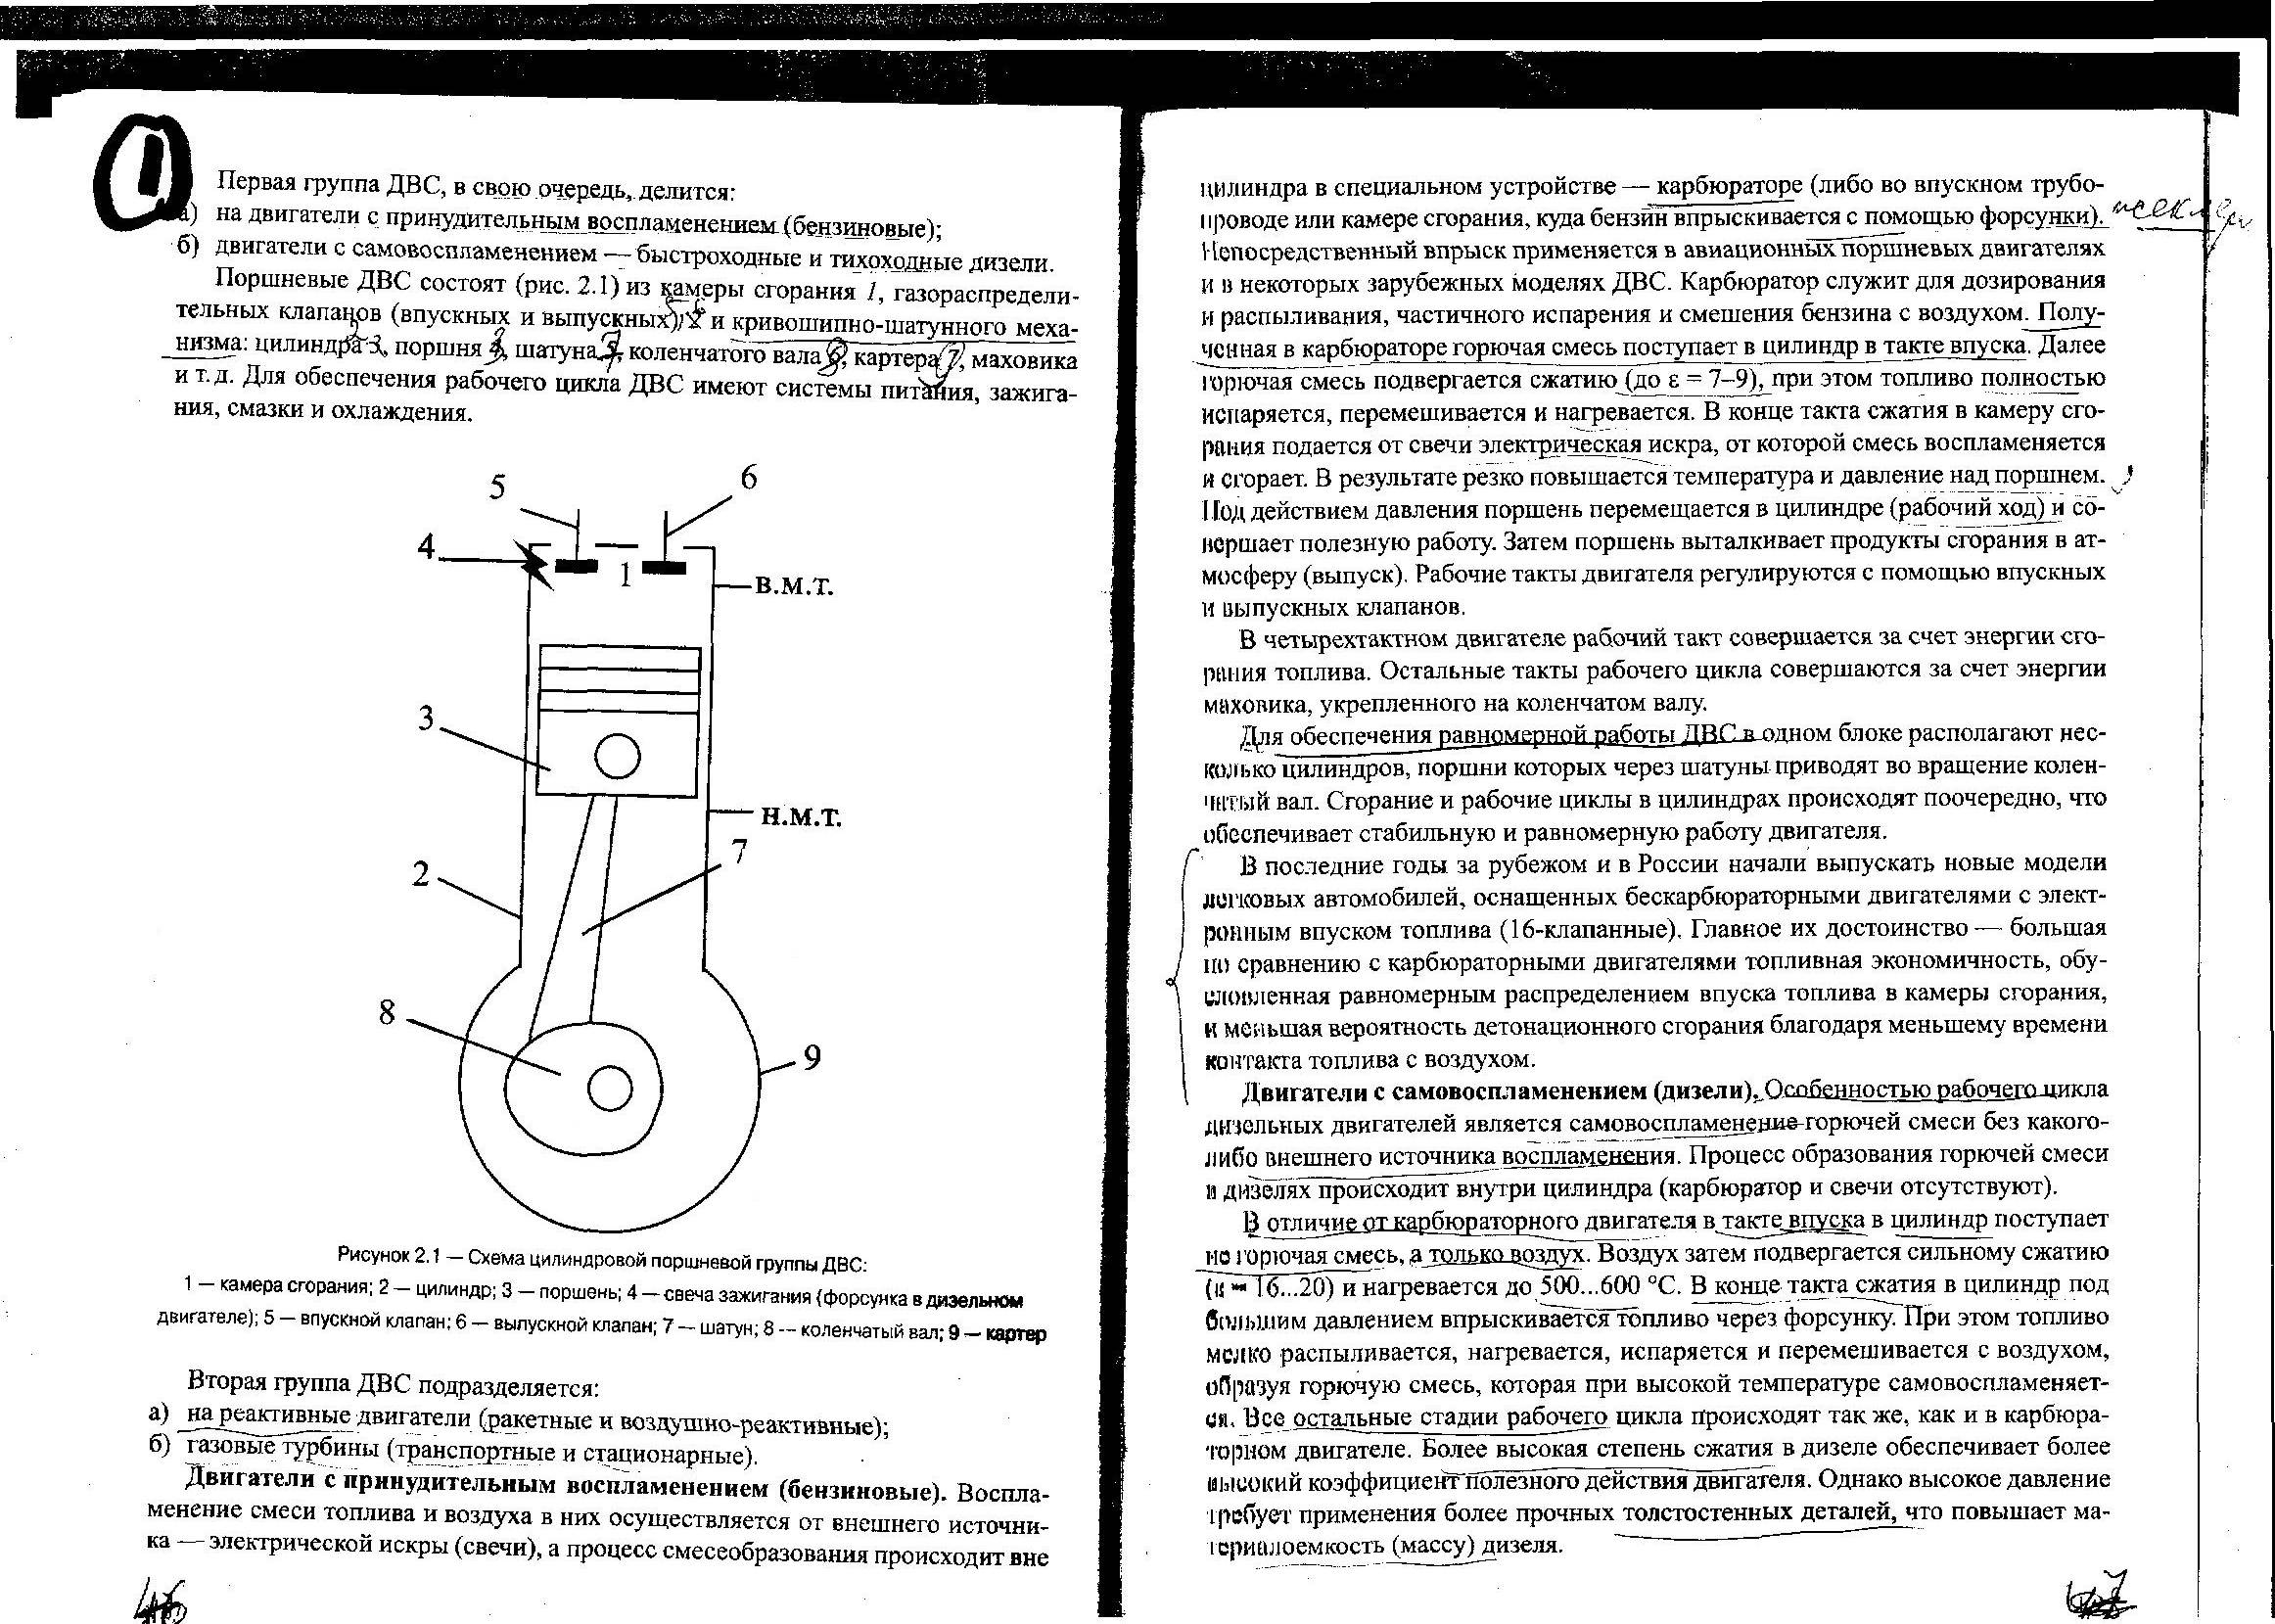 1
Первая группа ДВС, в свою очередь, делится:
а) на двигатели с принудительным воспламенением (бензиновые);
б) двигатели с самовоспламенением — быстроходные и тихоходные дизели.
Поршневые ДВС состоят (рис. 2.1) из камеры сгорания 1, газораспредели-
тельных клапанов (впускных и выпускных) и кривошипно-шатунного меха-
низма: цилиндра 3, поршня, шатуна, коленчатого вала, картера, маховика
и т. д. Для обеспечения рабочего цикла ДВС имеют системы питания, зажига-
ния, смазки и охлаждения.
5
6
4
1
В.М.Т.
3
Н.М.Т.
7
2
8
9
Рисунок 2.1 — Схема цилиндровой поршневой группы ДВС:
1 — камера сгорания; 2 — цилиндр; 3 — поршень; 4 — свеча зажигания (форсунка в дизельном
двигателе); 5 — впускной клапан; 6 — выпускной клапан; 7 — шатун; 8 — коленчатый вал; 9 — картер
Вторая группа ДВС подразделяется:
а) на реактивные двигатели (ракетные и воздушно-реактивные);
б) газовые турбины (транспортные и стационарные).
Двигатели с принудительным воспламенением (бензиновые). Воспла-
менение смеси топлива и воздуха в них осуществляется от внешнего источни-
ка — электрической искры (свечи), а процесс смесеобразования происходит вне
цилиндра в специальном устройстве — карбюраторе (либо во впускном трубо-
проводе или камере сгорания, куда бензин впрыскивается с помощью форсунки).
Непосредственный впрыск применяется в авиационных поршневых двигателях
и в некоторых зарубежных моделях ДВС. Карбюратор служит для дозирования
и распыливания, частичного испарения и смешения бензина с воздухом. Полу-
ченная в карбюраторе горючая смесь поступает в цилиндр в такте впуска. Далее
горючая смесь подвергается сжатию (до ε = 7–9), при этом топливо полностью
испаряется, перемешивается и нагревается. В конце такта сжатия в камеру сго-
рания подается от свечи электрическая искра, от которой смесь воспламеняется
и сгорает. В результате резко повышается температура и давление над поршнем.
Под действием давления поршень перемещается в цилиндре (рабочий ход) и со-
вершает полезную работу. Затем поршень выталкивает продукты сгорания в ат-
мосферу (выпуск). Рабочие такты двигателя регулируются с помощью впускных
и выпускных клапанов.
В четырехтактном двигателе рабочий такт совершается за счет энергии сго-
рания топлива. Остальные такты рабочего цикла совершаются за счет энергии
маховика, укрепленного на коленчатом валу.
Для обеспечения равномерной работы ДВС в одном блоке располагают нес-
колько цилиндров, поршни которых через шатуны приводят во вращение колен-
чатый вал. Сгорание и рабочие циклы в цилиндрах происходят поочередно, что
обеспечивает стабильную и равномерную работу двигателя.
В последние годы за рубежом и в России начали выпускать новые модели
легковых автомобилей, оснащенных бескарбюраторными двигателями с элект-
ронным впуском топлива (16-клапанные). Главное их достоинство — большая
по сравнению с карбюраторными двигателями топливная экономичность, обу-
словленная равномерным распределением впуска топлива в камеры сгорания,
и меньшая вероятность детонационного сгорания благодаря меньшему времени
контакта топлива с воздухом.
Двигатели с самовоспламенением (дизели). Особенностью рабочего цикла
дизельных двигателей является самовоспламенение горючей смеси без какого-
либо внешнего источника воспламенения. Процесс образования горючей смеси
в дизелях происходит внутри цилиндра (карбюратор и свечи отсутствуют).
В отличие от карбюраторного двигателя в такте впуска в цилиндр поступает
не горючая смесь, а только воздух. Воздух затем подвергается сильному сжатию
(ε = 16...20) и нагревается до 500...600 °С. В конце такта сжатия в цилиндр под
большим давлением впрыскивается топливо через форсунку. При этом топливо
мелко распыливается, нагревается, испаряется и перемешивается с воздухом,
образуя горючую смесь, которая при высокой температуре самовоспламеняет-
ся. Все остальные стадии рабочего цикла происходят так же, как и в карбюра-
торном двигателе. Более высокая степень сжатия в дизеле обеспечивает более
высокий коэффициент полезного действия двигателя. Однако высокое давление
требует применения более прочных толстостенных деталей, что повышает ма-
териалоемкость (массу) дизеля.